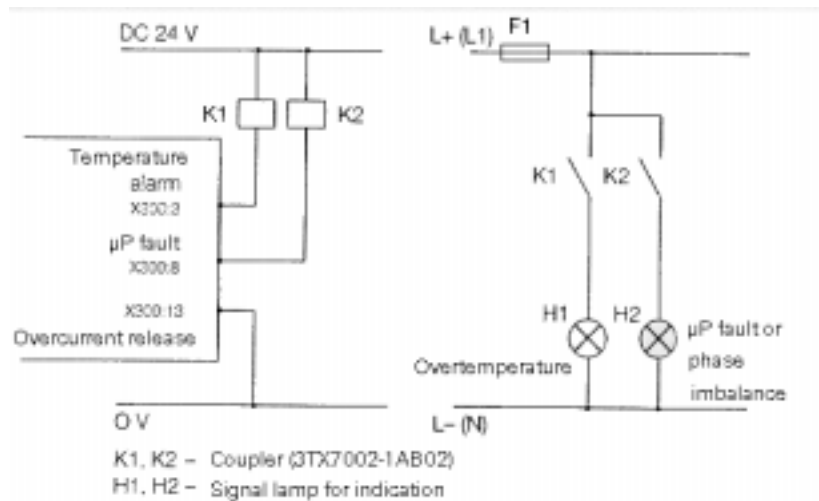 DC 24 V
K1
K2
Temperature
alarm
X300:3
µP fault
X300:8
X300:13
Overcurrent release
O V
L+ (L1)
F1
K1
K2
H1
H2
µP fault or
phase
imbalance
Overtemperature
L– (N)
K1, K2 – Coupler (3TX7002-1AB02)
H1, H2 – Signal lamp for indication